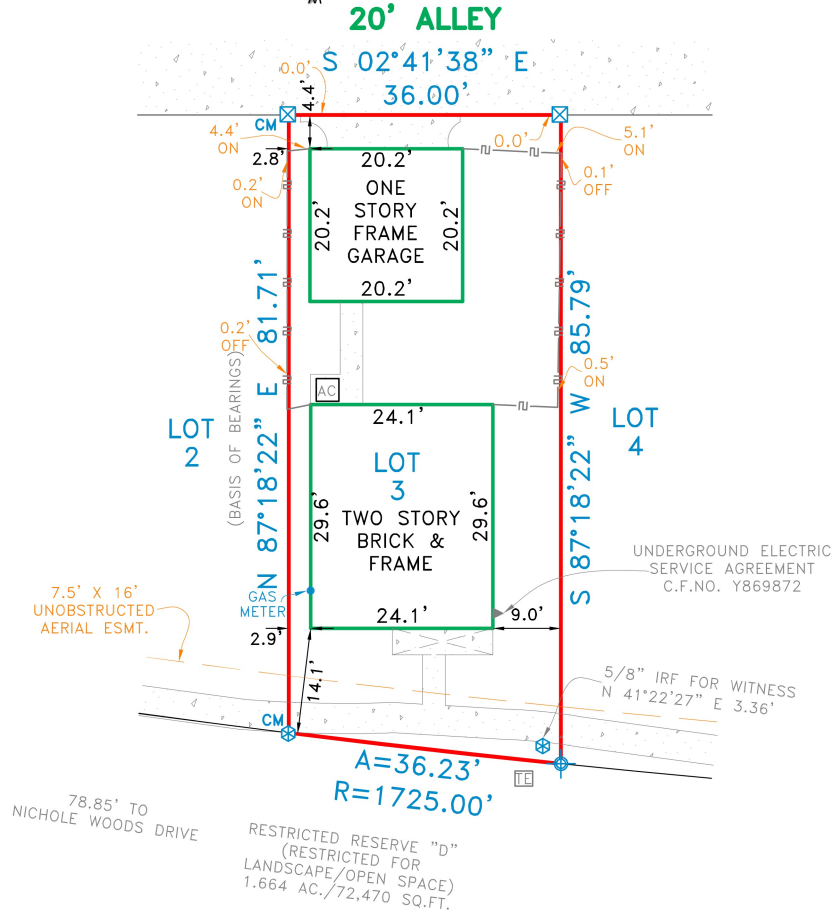 20' ALLEY
S 02°41'38" E
36.00'
0.0'
4.4'
CM
4.4'
ON
2.8'
0.2'
ON
20.2'
0.0'
5.1'
ON
0.1'
OFF
ONE
STORY
FRAME
GARAGE
20.2'
20.2'
20.2'
N 87°18'22" E 81.71'
(BASIS OF BEARINGS)
S 87°18'22" W 85.79'
0.2'
OFF
0.5'
ON
AC
LOT
2
LOT
4
24.1'
LOT
3
TWO STORY
BRICK &
FRAME
29.6'
29.6'
24.1'
GAS
METER
2.9'
9.0'
14.1'
UNDERGROUND ELECTRIC
SERVICE AGREEMENT
C.F.NO. Y869872
7.5' X 16'
UNOBSTRUCTED
AERIAL ESMT.
5/8" IRF FOR WITNESS
N 41°22'27" E 3.36'
CM
A=36.23'
R=1725.00'
TE
78.85' TO
NICHOLE WOODS DRIVE
RESTRICTED RESERVE "D"
(RESTRICTED FOR
LANDSCAPE/OPEN SPACE)
1.664 AC./72,470 SQ.FT.